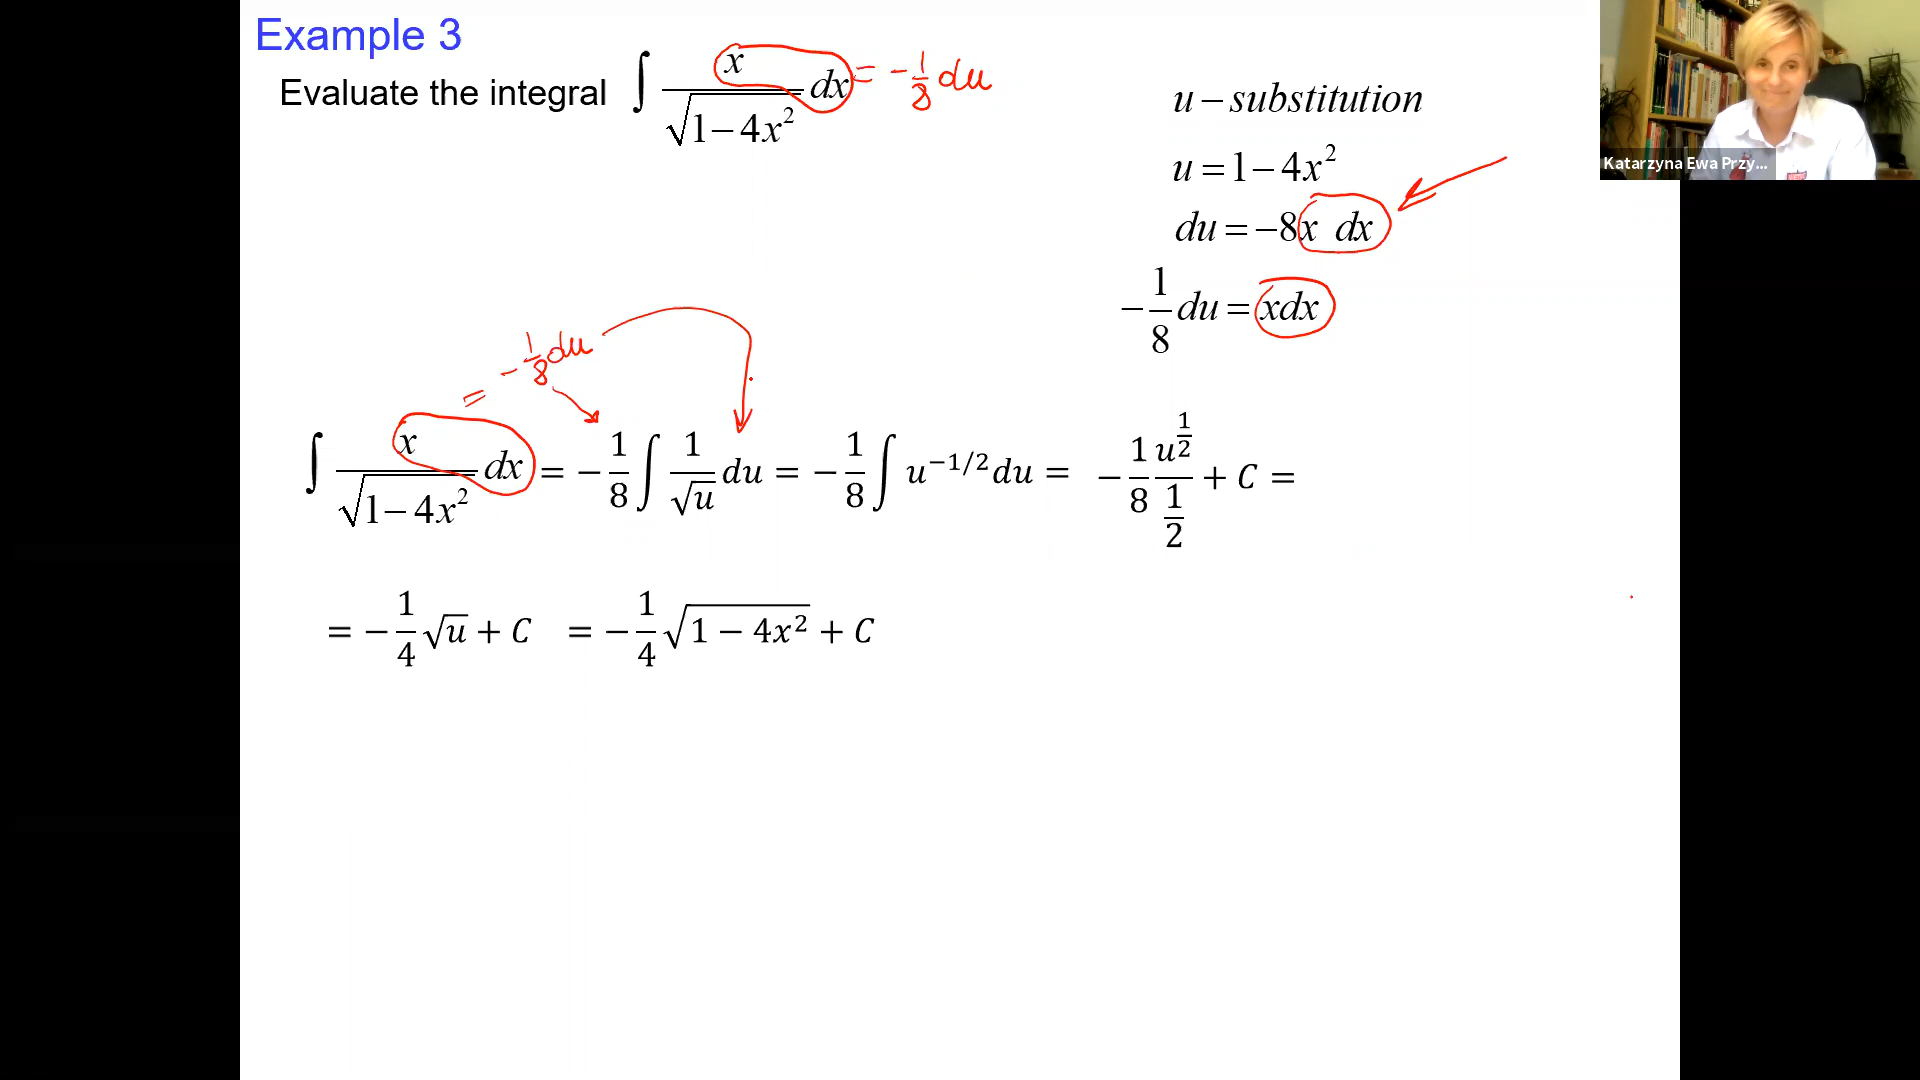 Example 3
Evaluate the integral ∫ x/√(1−4x²) dx = -1/8 du
u − substitution
u = 1 − 4x²
du = −8x dx
−1/8 du = xdx
= -1/8 du
∫ x/√(1−4x²) dx = −1/8 ∫ 1/√u du = −1/8 ∫ u^(−1/2) du = −1/8 u^(1/2)/(1/2) + C =
= −1/4 √u + C = −1/4 √(1 − 4x²) + C
Katarzyna Ewa Przy...